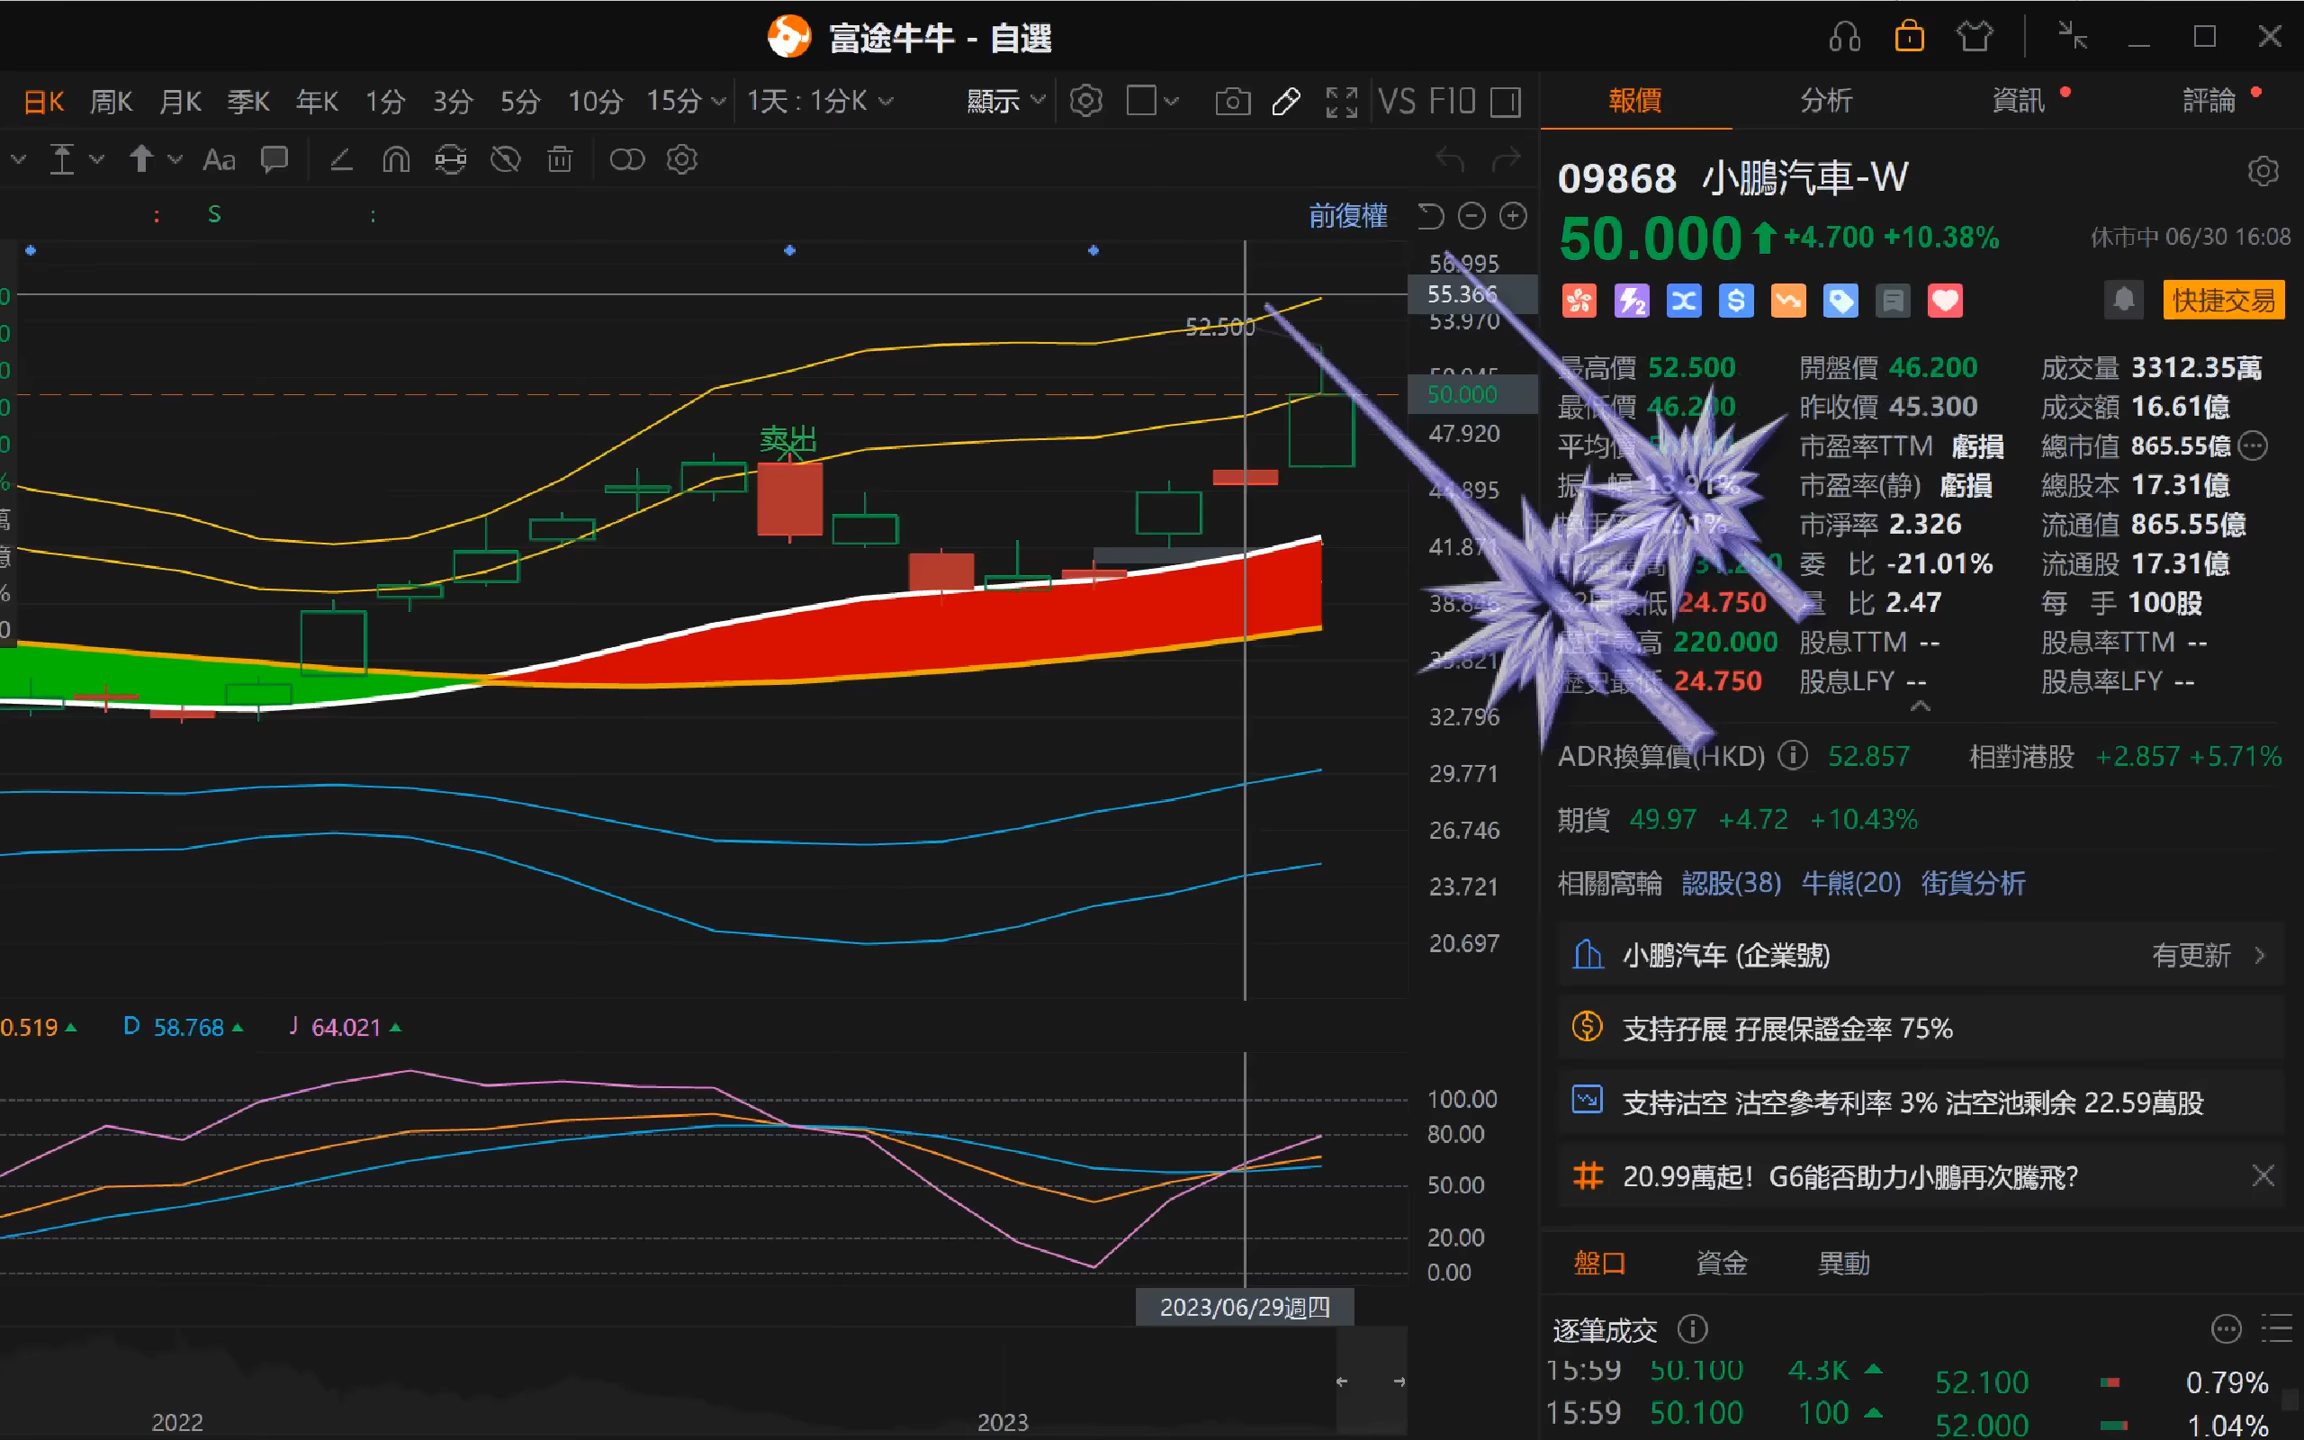 富途牛牛 - 自選
日K 周K 月K 季K 年K 1分 3分 5分 10分 15分 1天 : 1分K 顯示 VS F10
報價 分析 資訊 評論
Aa
09868 小鵬汽車-W
: S : 前復權
50.000 +4.700 +10.38% 休市中 06/30 16:08
快捷交易
56.995
55.366
53.970
50.000
47.920
44.895
32.796
29.771
26.746
23.721
20.697
52.500
卖出
最高價 52.500 開盤價 46.200 成交量 3312.35萬
最低價 46.200 昨收價 45.300 成交額 16.61億
平均價 市盈率TTM 虧損 總市值 865.55億
振幅 13.91% 市盈率(静) 虧損 總股本 17.31億
市淨率 2.326 流通值 865.55億
委 比 -21.01% 流通股 17.31億
24.750 量 比 2.47 每 手 100股
歷史最高 220.000 股息TTM -- 股息率TTM --
歷史最低 24.750 股息LFY -- 股息率LFY --
ADR換算價(HKD) 52.857 相對港股 +2.857 +5.71%
期貨 49.97 +4.72 +10.43%
相關窩輪 認股(38) 牛熊(20) 街貨分析
小鹏汽车 (企業號) 有更新
支持孖展 孖展保證金率 75%
支持沽空 沽空參考利率 3% 沽空池剩余 22.59萬股
20.99萬起！G6能否助力小鵬再次騰飛?
0.519 D 58.768 J 64.021
100.00
80.00
50.00
20.00
0.00
2023/06/29週四
2022 2023
盤口 資金 異動
逐筆成交
15:59 50.100 4.3K 52.100 0.79%
15:59 50.100 100 52.000 1.04%